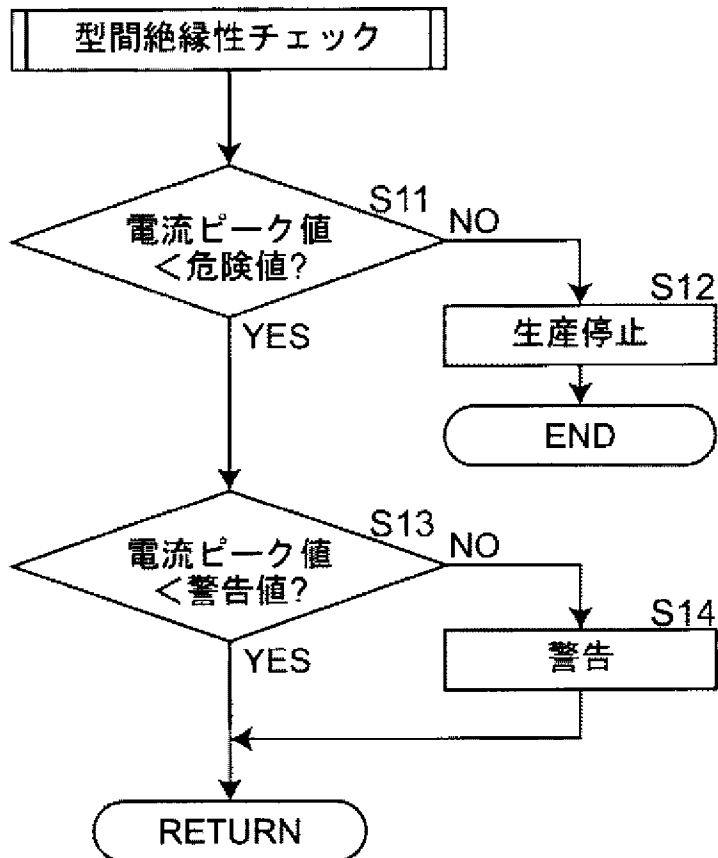 型間絶縁性チェック
S11
電流ピーク値
＜危険値?
NO
YES
S12
生産停止
END
S13
電流ピーク値
＜警告値?
NO
YES
S14
警告
RETURN